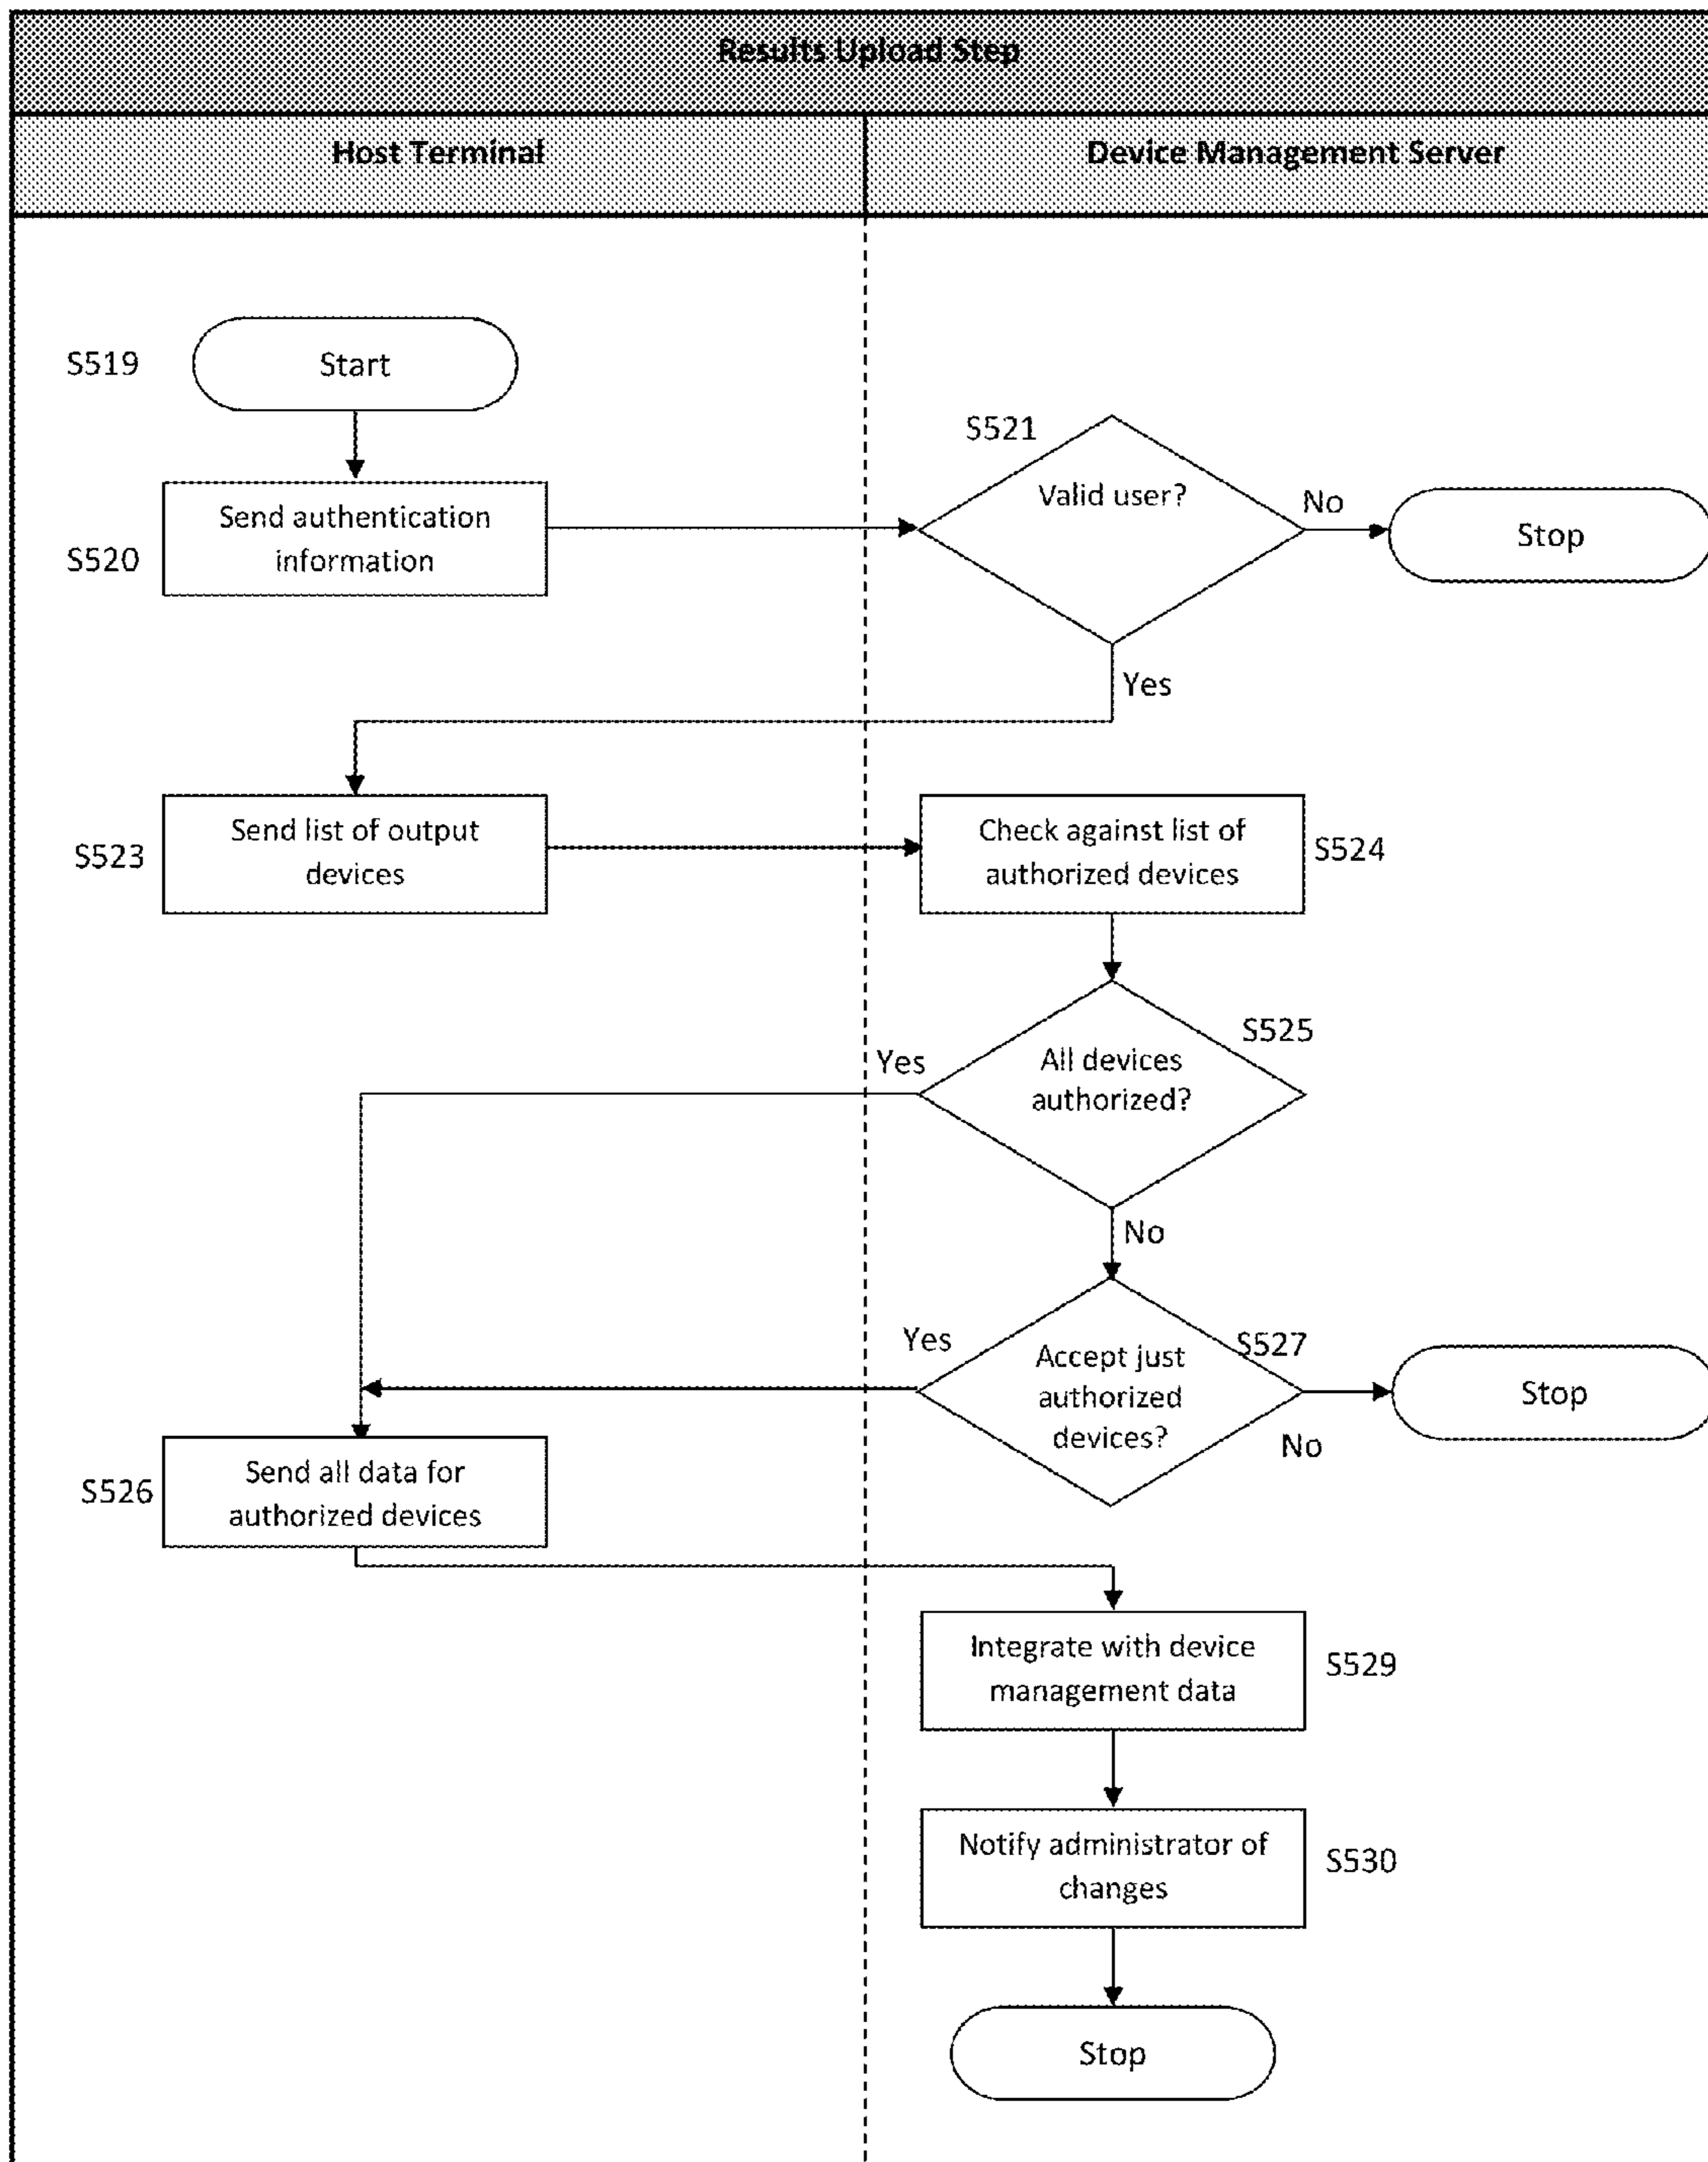 Results Upload Step
Host Terminal
Device Management Server
S519
Start
S521
Valid user?
No
Stop
Send authentication
information
S520
Yes
Send list of output
devices
S523
Check against list of
authorized devices
S524
S525
Yes
All devices
authorized?
No
Yes
S527
Accept just
authorized
devices?
Stop
No
S526
Send all data for
authorized devices
Integrate with device
management data
S529
Notify administrator of
changes
S530
Stop